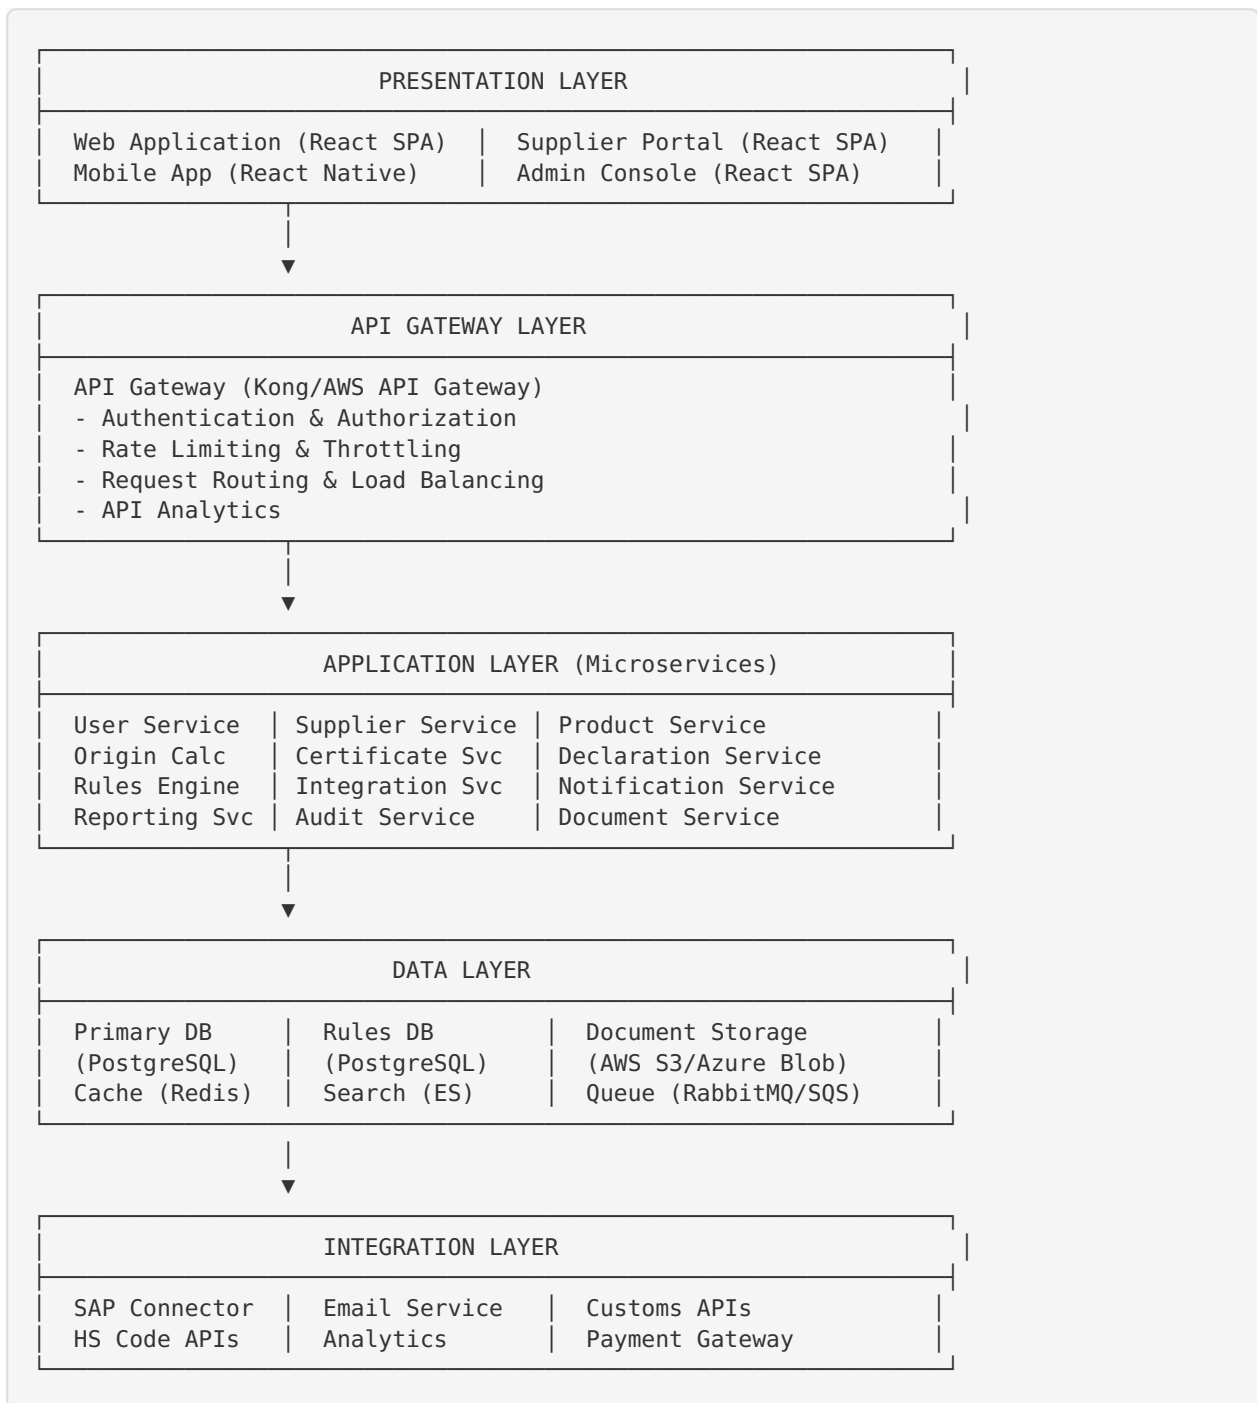 PRESENTATION LAYER
Web Application (React SPA) │ Supplier Portal (React SPA)
Mobile App (React Native) │ Admin Console (React SPA)
▼
API GATEWAY LAYER
API Gateway (Kong/AWS API Gateway)
- Authentication & Authorization
- Rate Limiting & Throttling
- Request Routing & Load Balancing
- API Analytics
▼
APPLICATION LAYER (Microservices)
User Service │ Supplier Service │ Product Service
Origin Calc │ Certificate Svc │ Declaration Service
Rules Engine │ Integration Svc │ Notification Service
Reporting Svc │ Audit Service │ Document Service
▼
DATA LAYER
Primary DB │ Rules DB │ Document Storage
(PostgreSQL) │ (PostgreSQL) │ (AWS S3/Azure Blob)
Cache (Redis) │ Search (ES) │ Queue (RabbitMQ/SQS)
▼
INTEGRATION LAYER
SAP Connector │ Email Service │ Customs APIs
HS Code APIs │ Analytics │ Payment Gateway